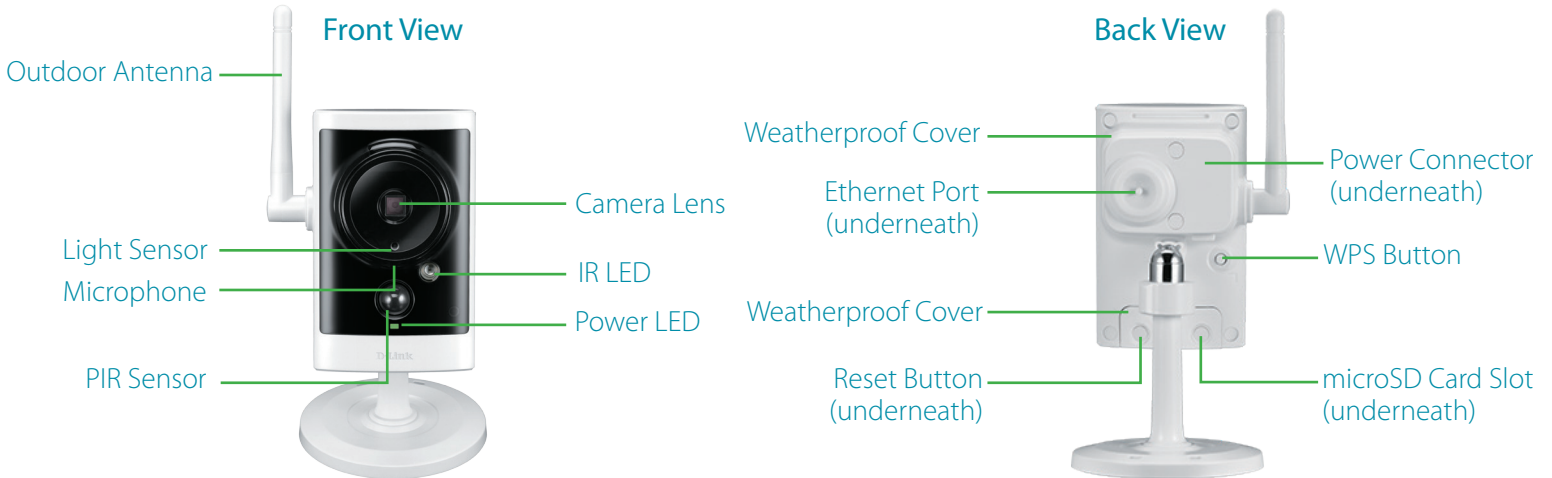 Front View
Outdoor Antenna
Camera Lens
Light Sensor
IR LED
Microphone
Power LED
D-Link
PIR Sensor
Back View
Weatherproof Cover
Power Connector
(underneath)
Ethernet Port
(underneath)
WPS Button
Weatherproof Cover
Reset Button
(underneath)
microSD Card Slot
(underneath)